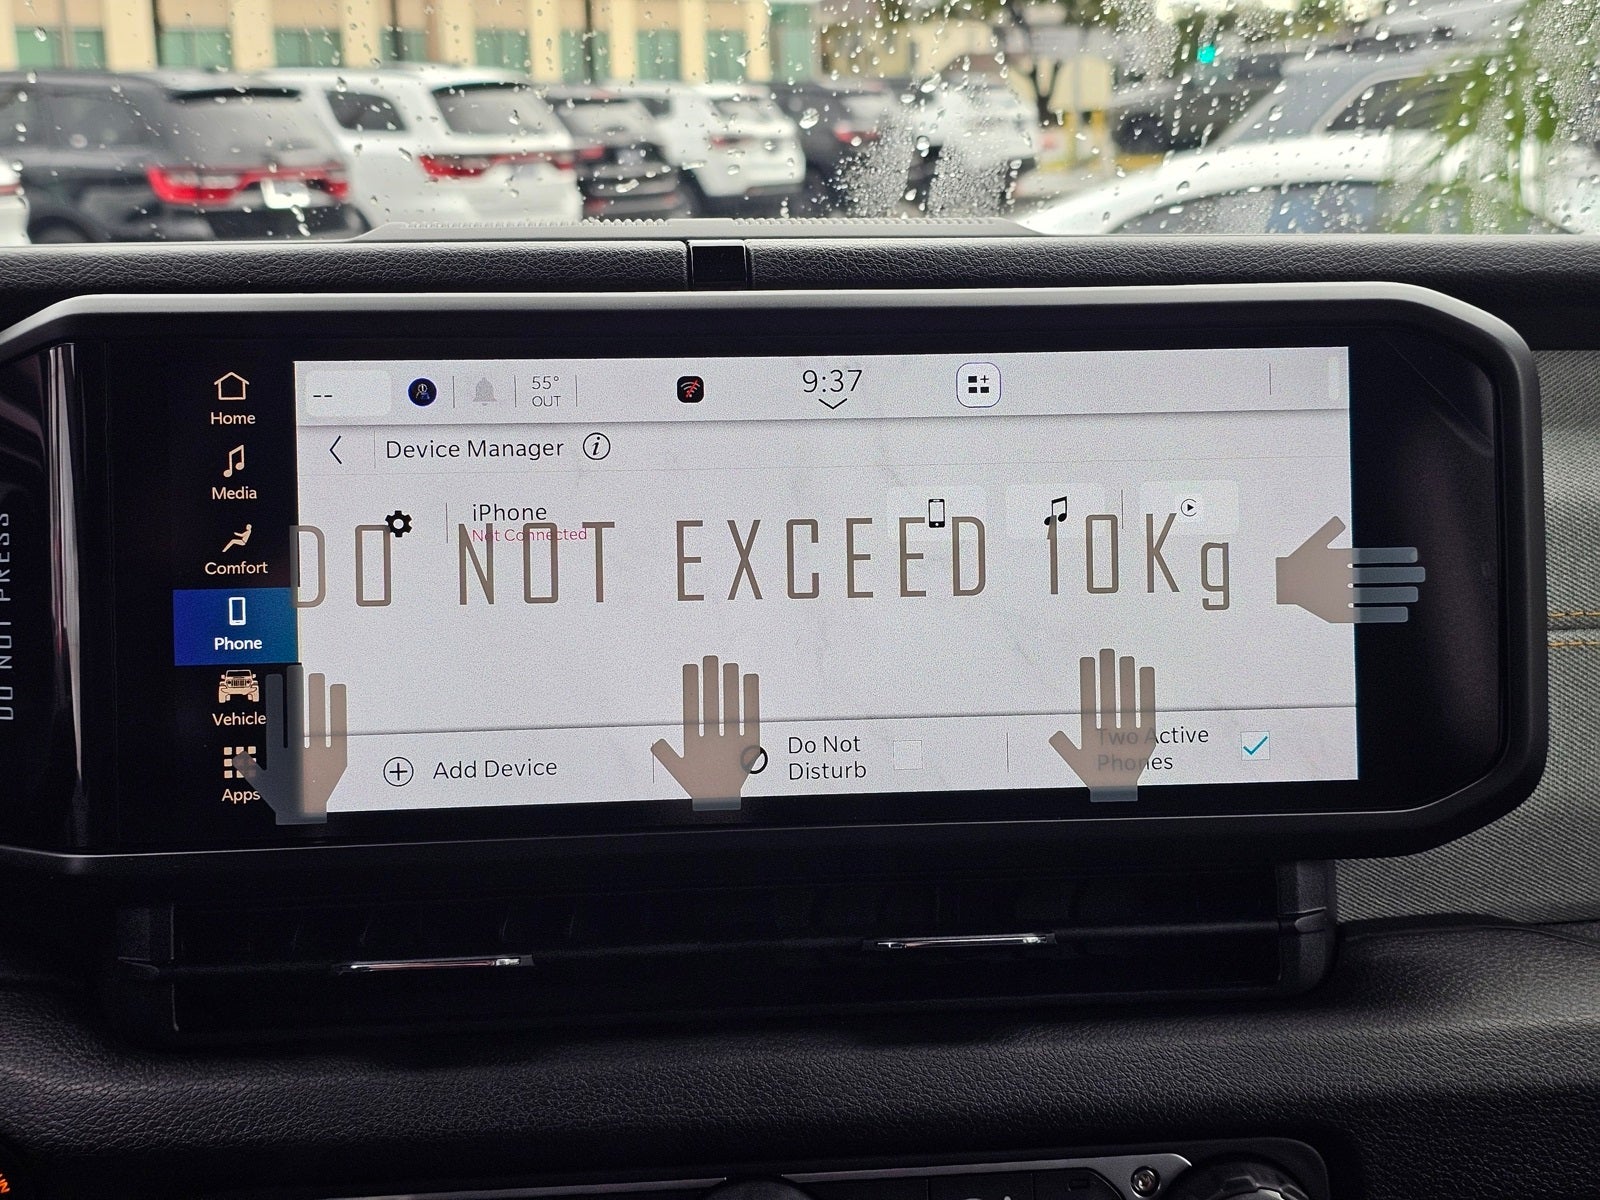 --
55°
OUT
9:37
Home
Media
Comfort
Phone
Vehicle
Apps
Device Manager i
iPhone
Not Connected
DO NOT EXCEED 10Kg
DO NOT PRESS
Add Device
Do Not
Disturb
Two Active
Phones